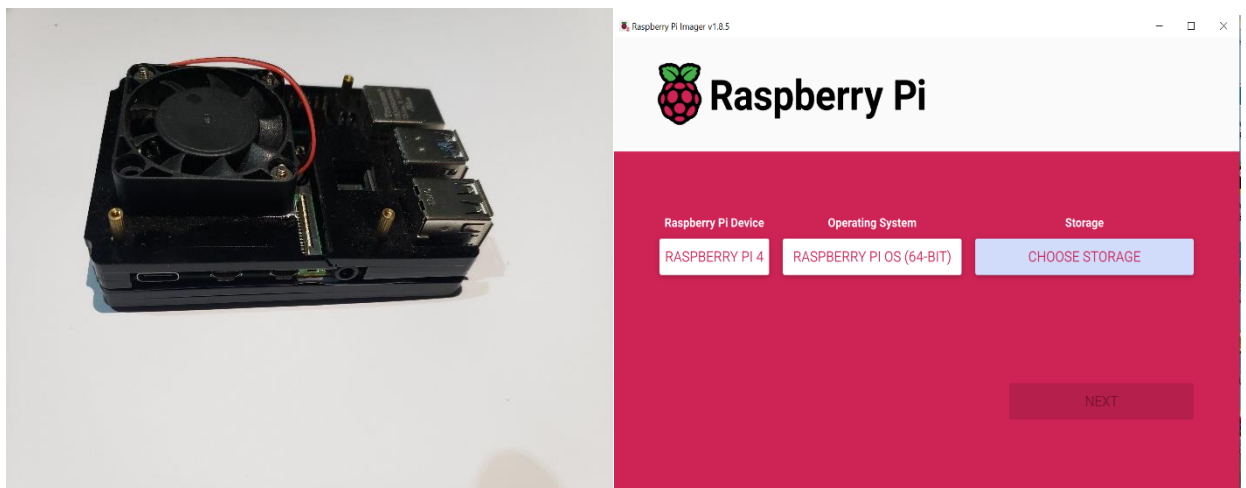 Raspberry Pi Imager v1.8.5
Raspberry Pi
Raspberry Pi Device
Operating System
Storage
RASPBERRY PI 4
RASPBERRY PI OS (64-BIT)
CHOOSE STORAGE
NEXT